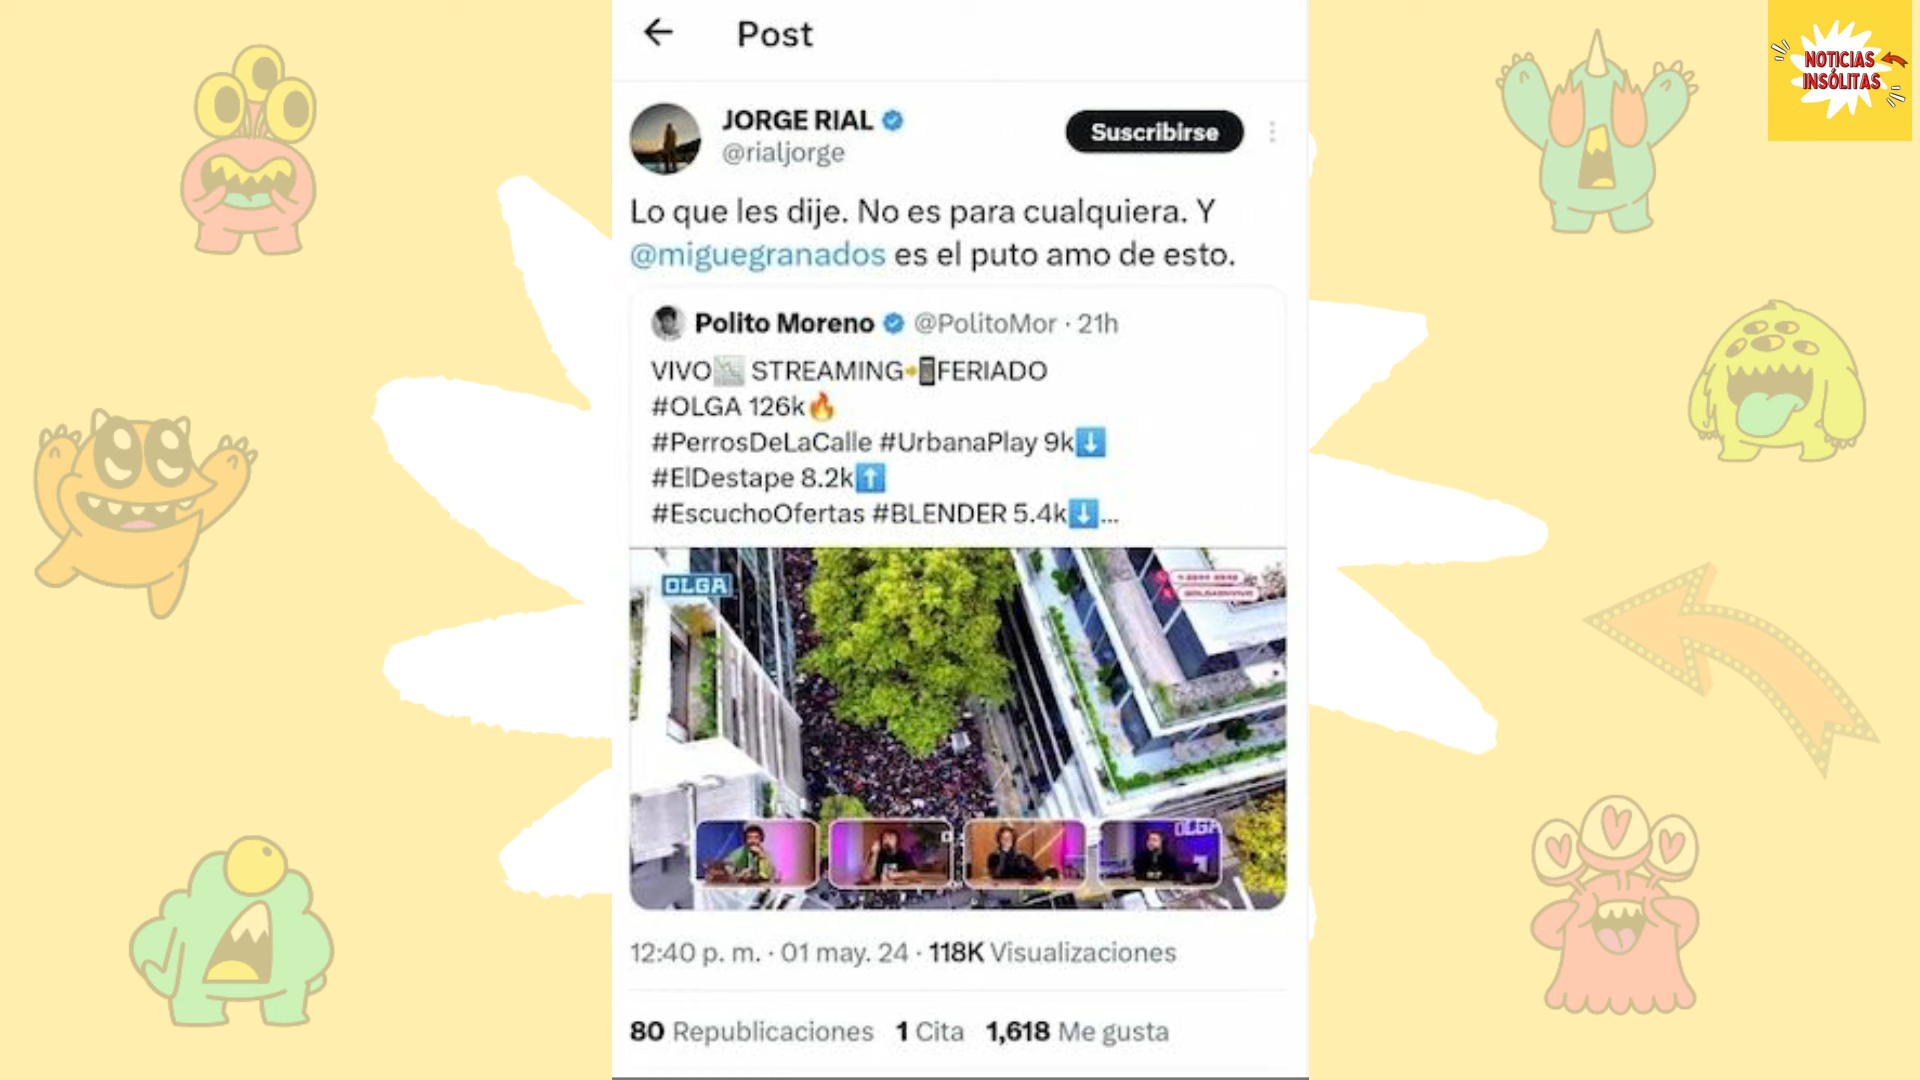 Post
NOTICIAS
INSÓLITAS
JORGE RIAL
@rialjorge
Suscribirse
Lo que les dije. No es para cualquiera. Y
@miguegranados es el puto amo de esto.
Polito Moreno @PolitoMor · 21h
VIVO📉 STREAMING📲FERIADO
#OLGA 126k🔥
#PerrosDeLaCalle #UrbanaPlay 9k⬇️
#ElDestape 8.2k⬆️
#EscuchoOfertas #BLENDER 5.4k⬇️...
OLGA
OLGA
12:40 p. m. · 01 may. 24 · 118K Visualizaciones
80 Republicaciones 1 Cita 1,618 Me gusta